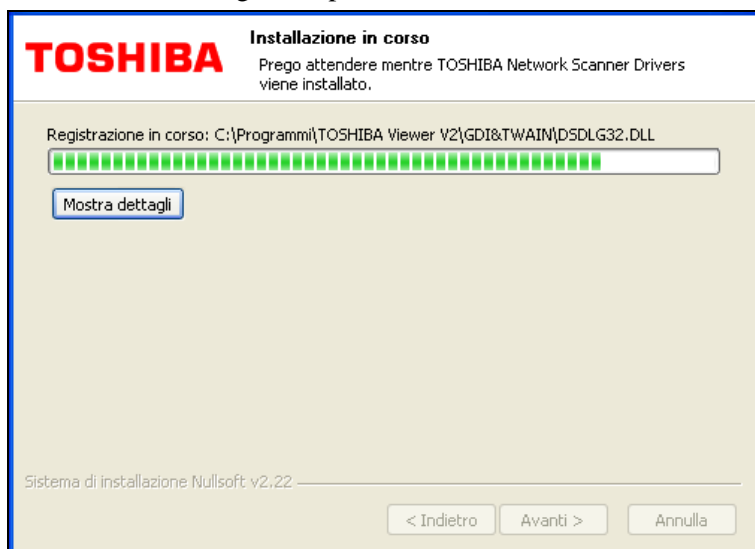 TOSHIBA
Installazione in corso
Prego attendere mentre TOSHIBA Network Scanner Drivers
viene installato.
Registrazione in corso: C:\Programmi\TOSHIBA Viewer V2\GDI&TWAIN\DSDLG32.DLL
Mostra dettagli
Sistema di installazione Nullsoft v2.22
< Indietro
Avanti >
Annulla